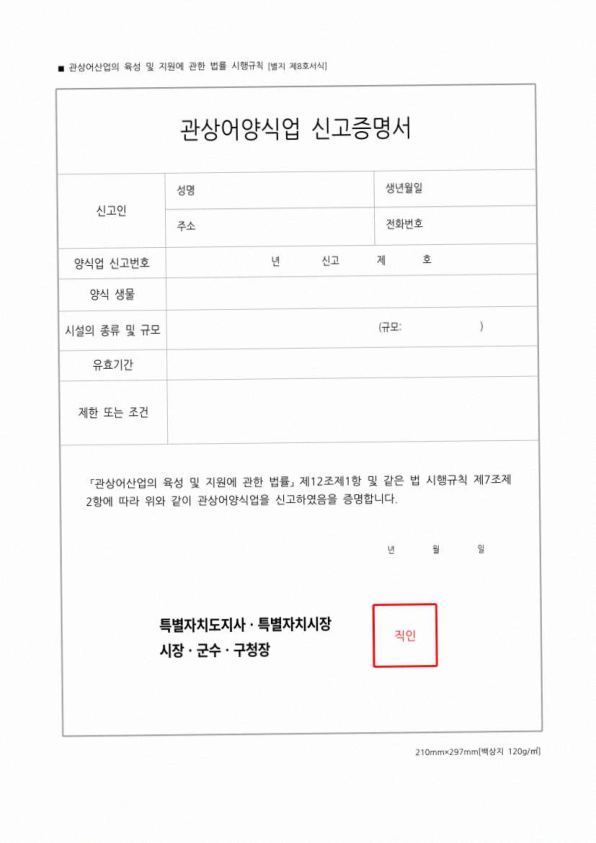 ■ 관상어산업의 육성 및 지원에 관한 법률 시행규칙 [별지 제8호서식]
관상어양식업 신고증명서
신고인
성명
생년월일
주소
전화번호
양식업 신고번호
년 신고 제 호
양식 생물
시설의 종류 및 규모
(규모: )
유효기간
제한 또는 조건
「관상어산업의 육성 및 지원에 관한 법률」 제12조제1항 및 같은 법 시행규칙 제7조제
2항에 따라 위와 같이 관상어양식업을 신고하였음을 증명합니다.
년 월 일
특별자치도지사 · 특별자치시장
시장 · 군수 · 구청장
직인
210mm×297mm[백상지 120g/㎡]